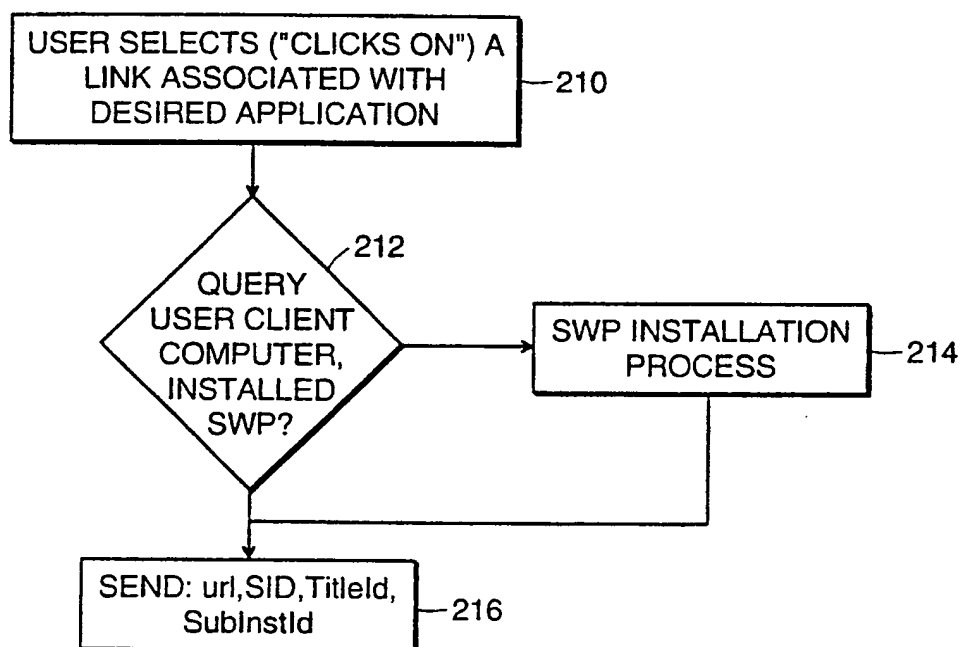 USER SELECTS ("CLICKS ON") A
LINK ASSOCIATED WITH
DESIRED APPLICATION
210
212
QUERY
USER CLIENT
COMPUTER,
INSTALLED
SWP?
SWP INSTALLATION
PROCESS
214
SEND: url,SID,TitleId,
SubInstId
216